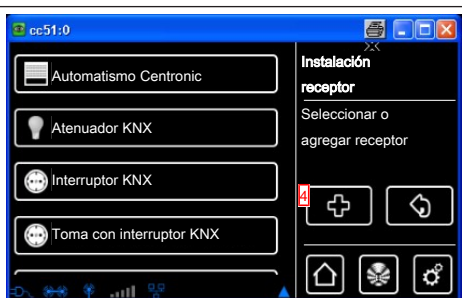 cc51:0
Automatismo Centronic
Atenuador KNX
Interruptor KNX
Toma con interruptor KNX
Instalación
receptor
Seleccionar o
agregar receptor
4